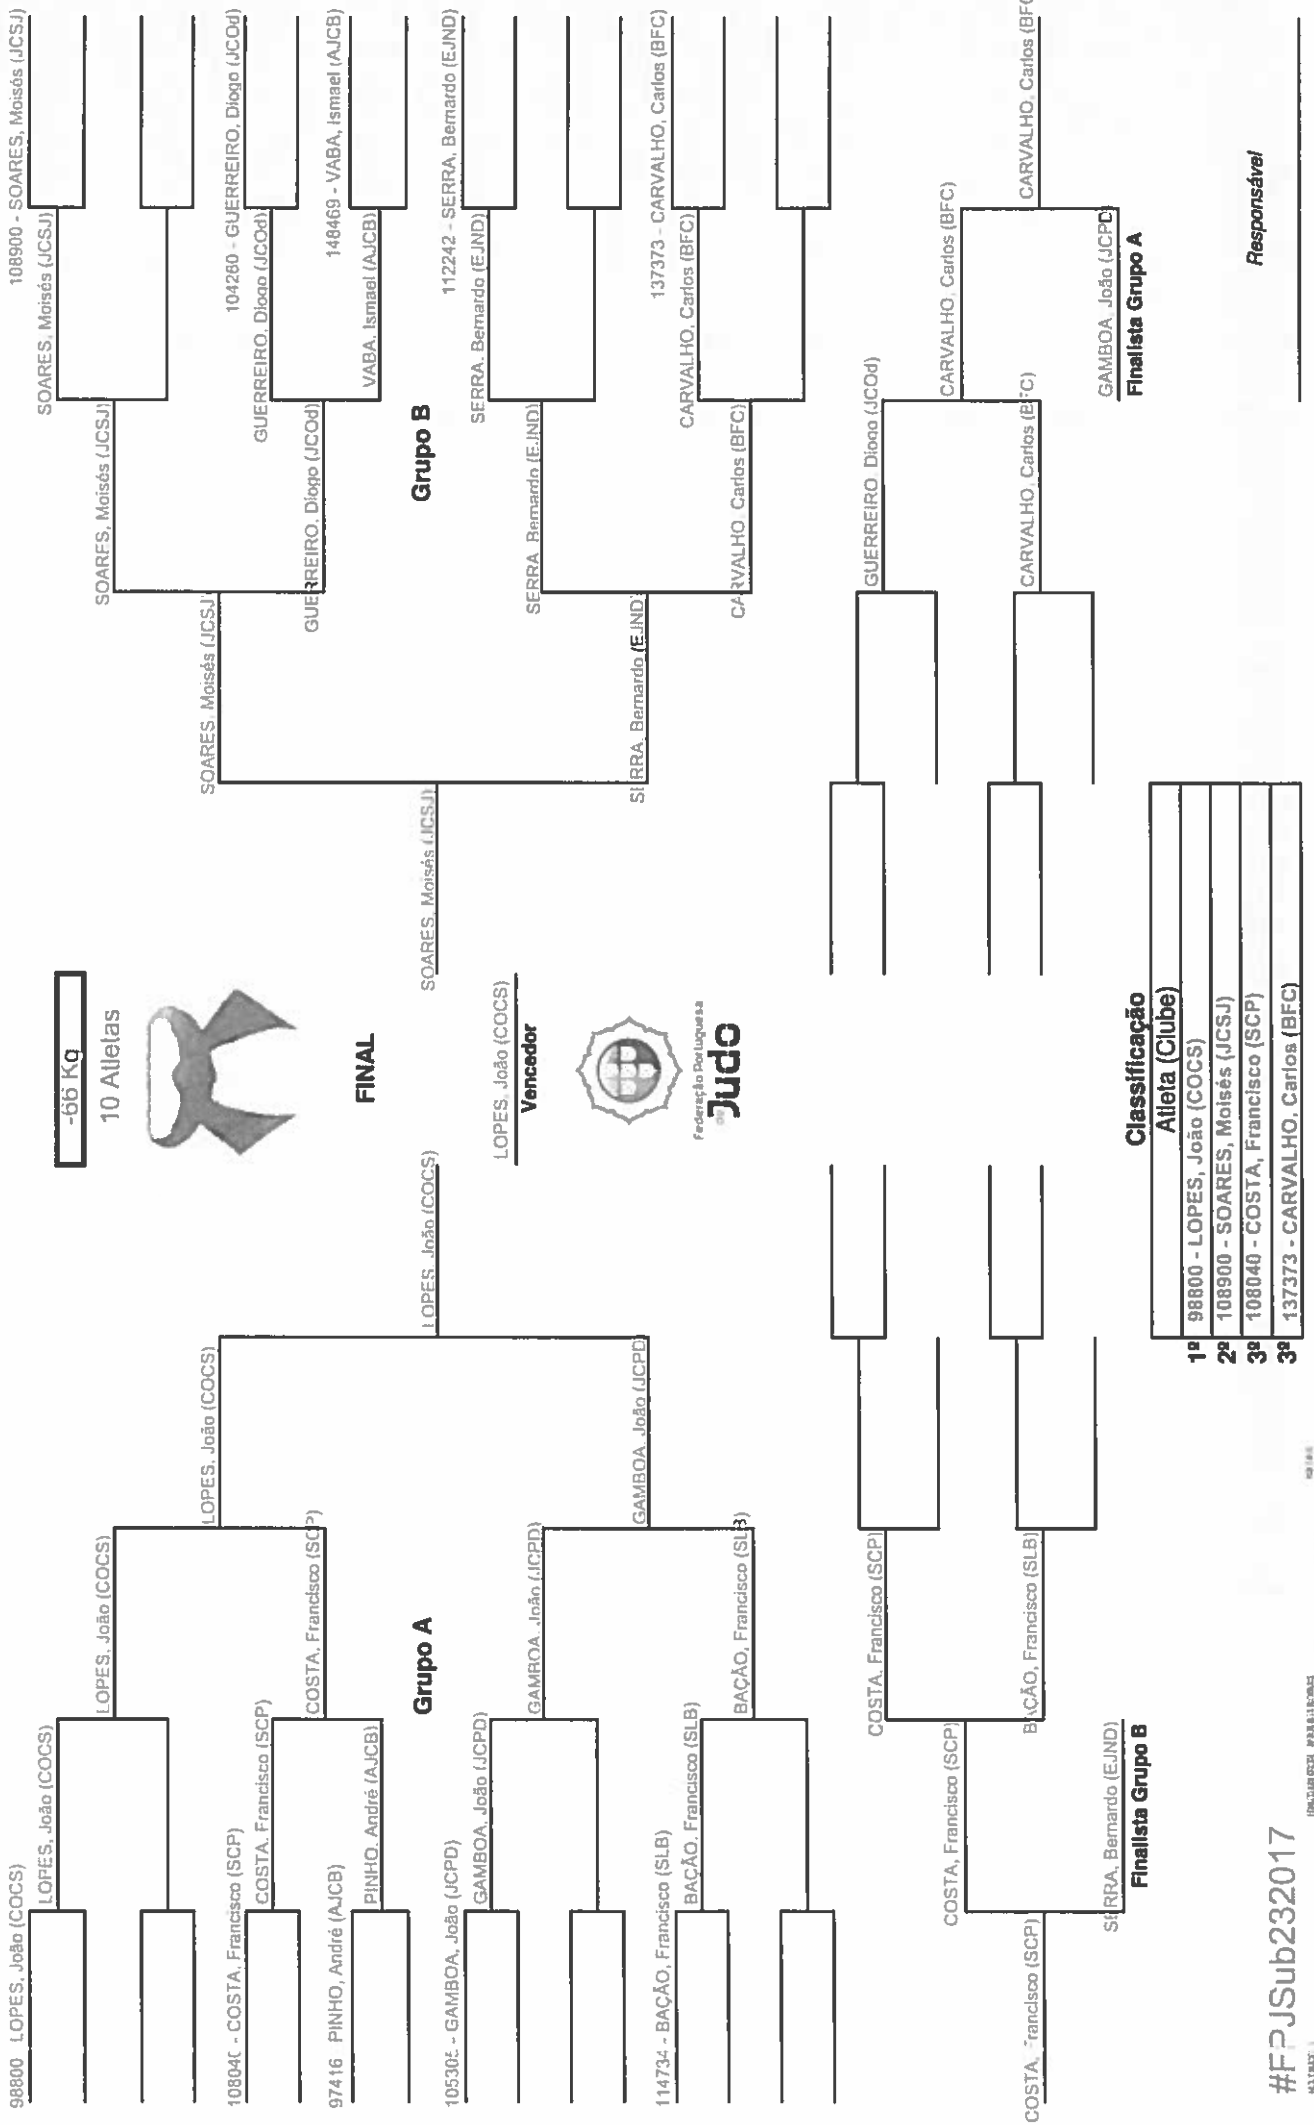 -66 Kg
10 Atletas
FINAL
LOPES, João (COCS)
Vencedor
Federação Portuguesa
de
Judo
98800 LOPES, João (COCS)
LOPES, João (COCS)
LOPES, João (COCS)
LOPES, João (COCS)
LOPES, João (COCS)
108040 - COSTA, Francisco (SCP)
COSTA, Francisco (SCP)
COSTA, Francisco (SCP)
97416 PINHO, André (AJCB)
PINHO, André (AJCB)
Grupo A
105305 - GAMBOA, João (JCPD)
GAMBOA, João (JCPD)
GAMBOA, João (JCPD)
GAMBOA, João (JCPD)
114734 - BAÇÃO, Francisco (SLB)
BAÇÃO, Francisco (SLB)
BAÇÃO, Francisco (SLB)
108900 - SOARES, Moisés (JCSJ)
SOARES, Moisés (JCSJ)
SOARES, Moisés (JCSJ)
SOARES, Moisés (JCSJ)
SOARES, Moisés (JCSJ)
104260 - GUERREIRO, Diogo (JCOd)
GUERREIRO, Diogo (JCOd)
GUERREIRO, Diogo (JCOd)
148469 - VABA, Ismael (AJCB)
VABA, Ismael (AJCB)
Grupo B
112242 - SERRA, Bernardo (EJND)
SERRA, Bernardo (EJND)
SERRA, Bernardo (EJND)
SERRA, Bernardo (EJND)
137373 - CARVALHO, Carlos (BFC)
CARVALHO, Carlos (BFC)
CARVALHO, Carlos (BFC)
COSTA, Francisco (SCP)
COSTA, Francisco (SCP)
COSTA, Francisco (SCP)
BAÇÃO, Francisco (SLB)
SERRA, Bernardo (EJND)
Finalista Grupo B
GUERREIRO, Diogo (JCOd)
CARVALHO, Carlos (BFC)
CARVALHO, Carlos (BFC)
CARVALHO, Carlos (BFC
GAMBOA, João (JCPD)
Finalista Grupo A
Classificação
Atleta (Clube)
1º 98800 - LOPES, João (COCS)
2º 108900 - SOARES, Moisés (JCSJ)
3º 108040 - COSTA, Francisco (SCP)
3º 137373 - CARVALHO, Carlos (BFC)
Responsável
#FPJSub232017